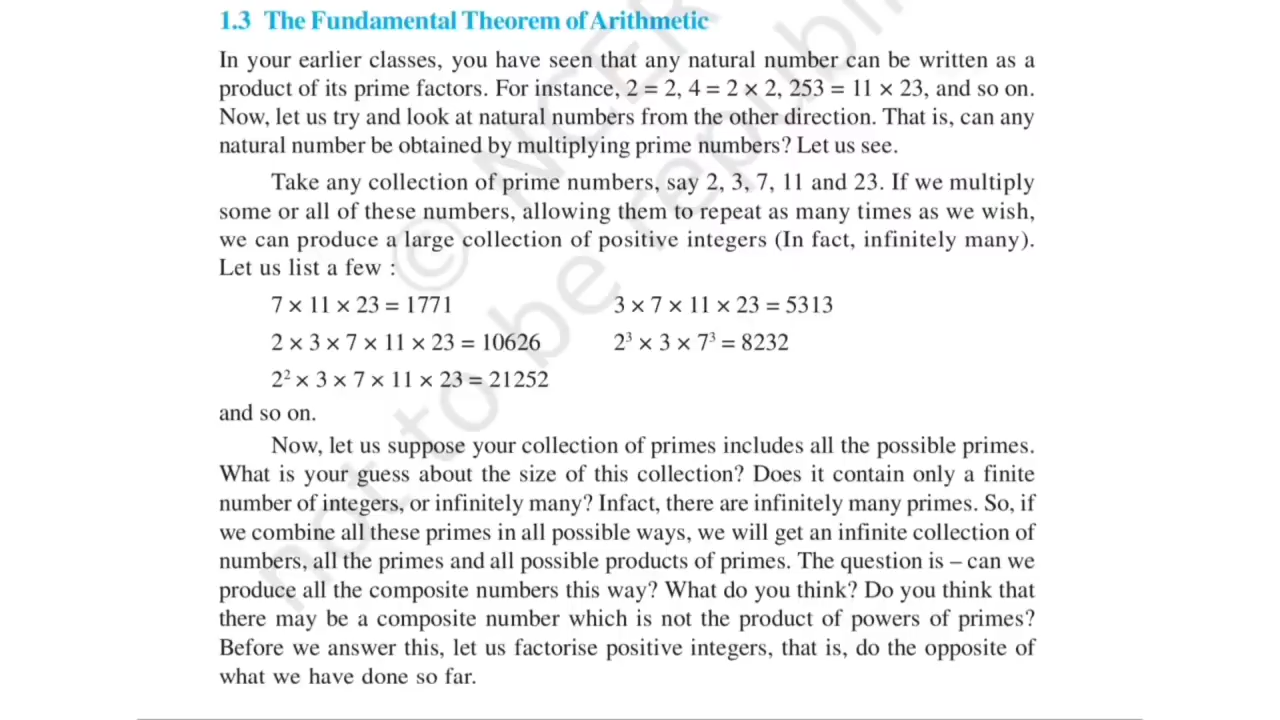 1.3 The Fundamental Theorem of Arithmetic
In your earlier classes, you have seen that any natural number can be written as a
product of its prime factors. For instance, 2 = 2, 4 = 2 × 2, 253 = 11 × 23, and so on.
Now, let us try and look at natural numbers from the other direction. That is, can any
natural number be obtained by multiplying prime numbers? Let us see.
Take any collection of prime numbers, say 2, 3, 7, 11 and 23. If we multiply
some or all of these numbers, allowing them to repeat as many times as we wish,
we can produce a large collection of positive integers (In fact, infinitely many).
Let us list a few :
7 × 11 × 23 = 1771 3 × 7 × 11 × 23 = 5313
2 × 3 × 7 × 11 × 23 = 10626 2³ × 3 × 7³ = 8232
2² × 3 × 7 × 11 × 23 = 21252
and so on.
Now, let us suppose your collection of primes includes all the possible primes.
What is your guess about the size of this collection? Does it contain only a finite
number of integers, or infinitely many? Infact, there are infinitely many primes. So, if
we combine all these primes in all possible ways, we will get an infinite collection of
numbers, all the primes and all possible products of primes. The question is – can we
produce all the composite numbers this way? What do you think? Do you think that
there may be a composite number which is not the product of powers of primes?
Before we answer this, let us factorise positive integers, that is, do the opposite of
what we have done so far.
© NCER
not to be republi